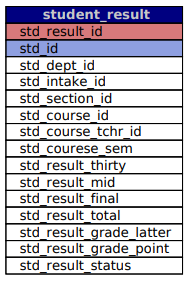 student_result
std_result_id
std_id
std_dept_id
std_intake_id
std_section_id
std_course_id
std_course_tchr_id
std_courese_sem
std_result_thirty
std_result_mid
std_result_final
std_result_total
std_result_grade_latter
std_result_grade_point
std_result_status